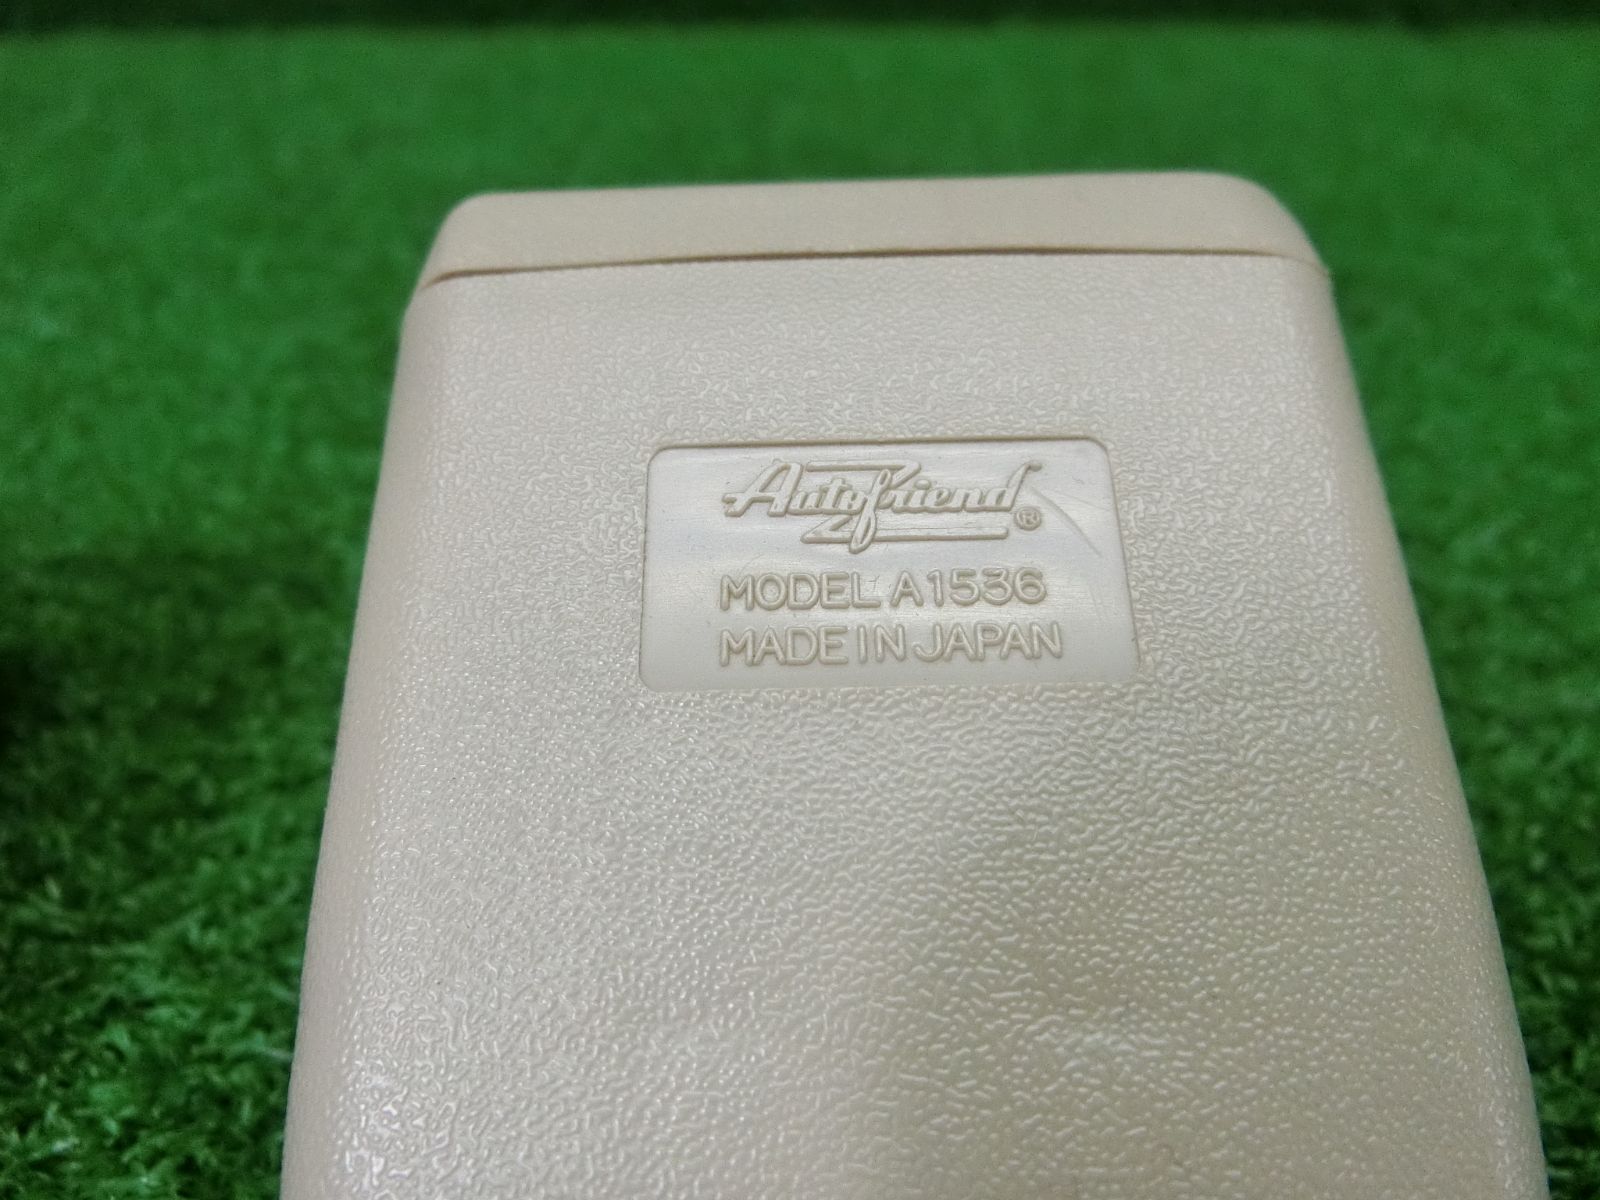 Autofriend®
MODEL A1536
MADE IN JAPAN